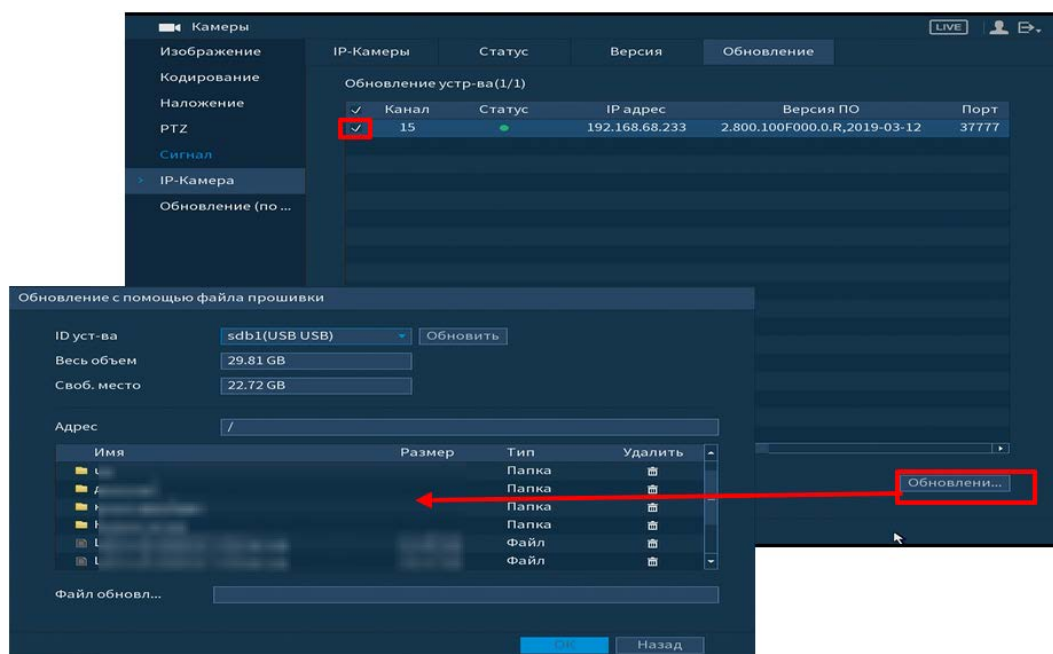 Камеры
LIVE
Изображение
Кодирование
Наложение
PTZ
Сигнал
IP-Камера
Обновление (по ...
IP-Камеры Статус Версия Обновление
Обновление устр-ва(1/1)
Канал Статус IP адрес Версия ПО Порт
15 192.168.68.233 2.800.100F000.0.R,2019-03-12 37777
Обновлени...
Обновление с помощью файла прошивки
ID уст-ва sdb1(USB USB) Обновить
Весь объем 29.81 GB
Своб. место 22.72 GB
Адрес /
Имя Размер Тип Удалить
Папка
Папка
Папка
Папка
Файл
Файл
Файл обновл...
OK Назад